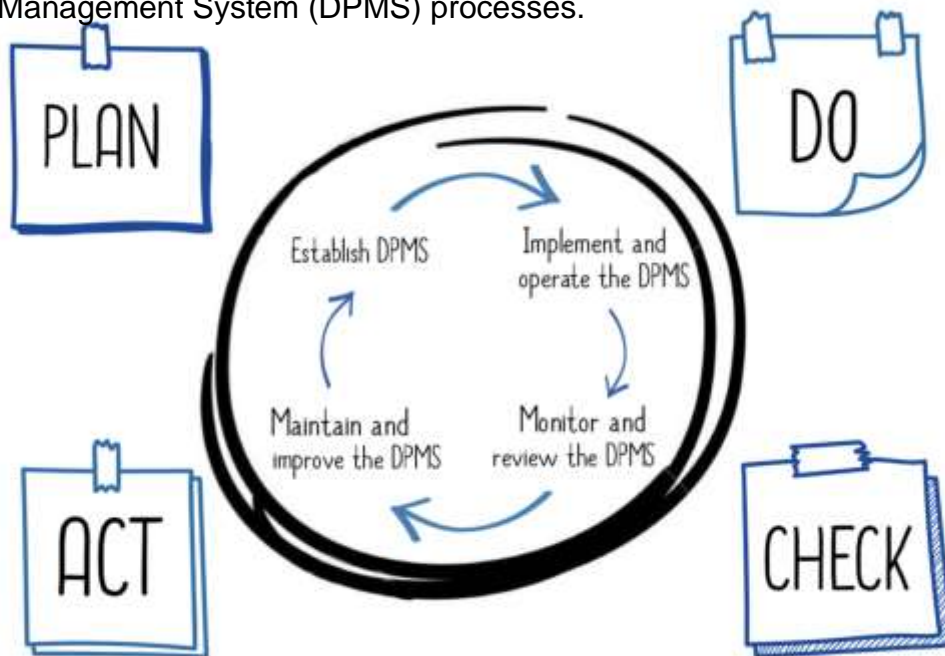 Management System (DPMS) processes.
PLAN
DO
Establish DPMS
Implement and
operate the DPMS
Maintain and
improve the DPMS
Monitor and
review the DPMS
ACT
CHECK